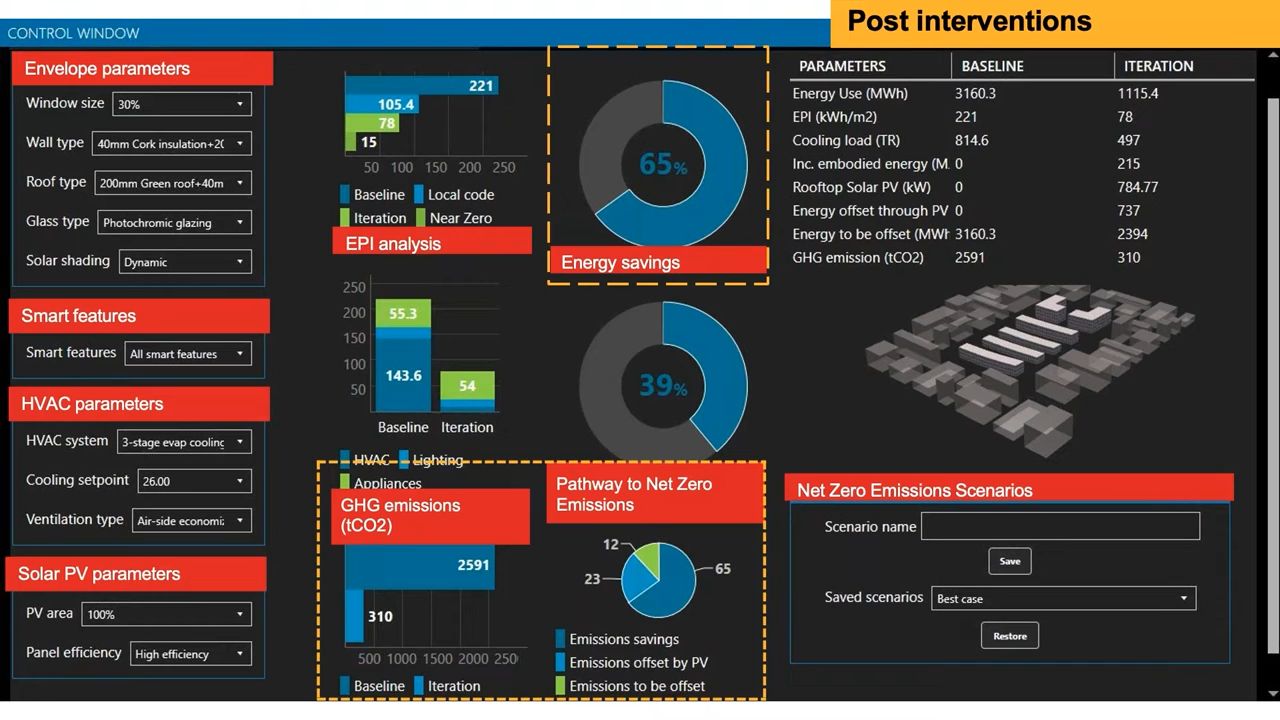 Post interventions
CONTROL WINDOW
Envelope parameters
Window size 30%
Wall type 40mm Cork insulation+20
Roof type 200mm Green roof+40m
Glass type Photochromic glazing
Solar shading Dynamic
Smart features
Smart features All smart features
HVAC parameters
HVAC system 3-stage evap cooling
Cooling setpoint 26.00
Ventilation type Air-side economi
Solar PV parameters
PV area 100%
Panel efficiency High efficiency
221
105.4
78
15
50 100 150 200 250
Baseline Local code
Iteration Near Zero
EPI analysis
250
200
150
100
50
55.3
143.6
54
Baseline Iteration
HVAC Lighting
Appliances
GHG emissions
(tCO2)
2591
310
500 1000 1500 2000 250
Baseline Iteration
65%
Energy savings
39%
Pathway to Net Zero
Emissions
12
23
65
Emissions savings
Emissions offset by PV
Emissions to be offset
PARAMETERS BASELINE ITERATION
Energy Use (MWh) 3160.3 1115.4
EPI (kWh/m2) 221 78
Cooling load (TR) 814.6 497
Inc. embodied energy (M. 0 215
Rooftop Solar PV (kW) 0 784.77
Energy offset through PV 0 737
Energy to be offset (MWh 3160.3 2394
GHG emission (tCO2) 2591 310
Net Zero Emissions Scenarios
Scenario name
Save
Saved scenarios Best case
Restore